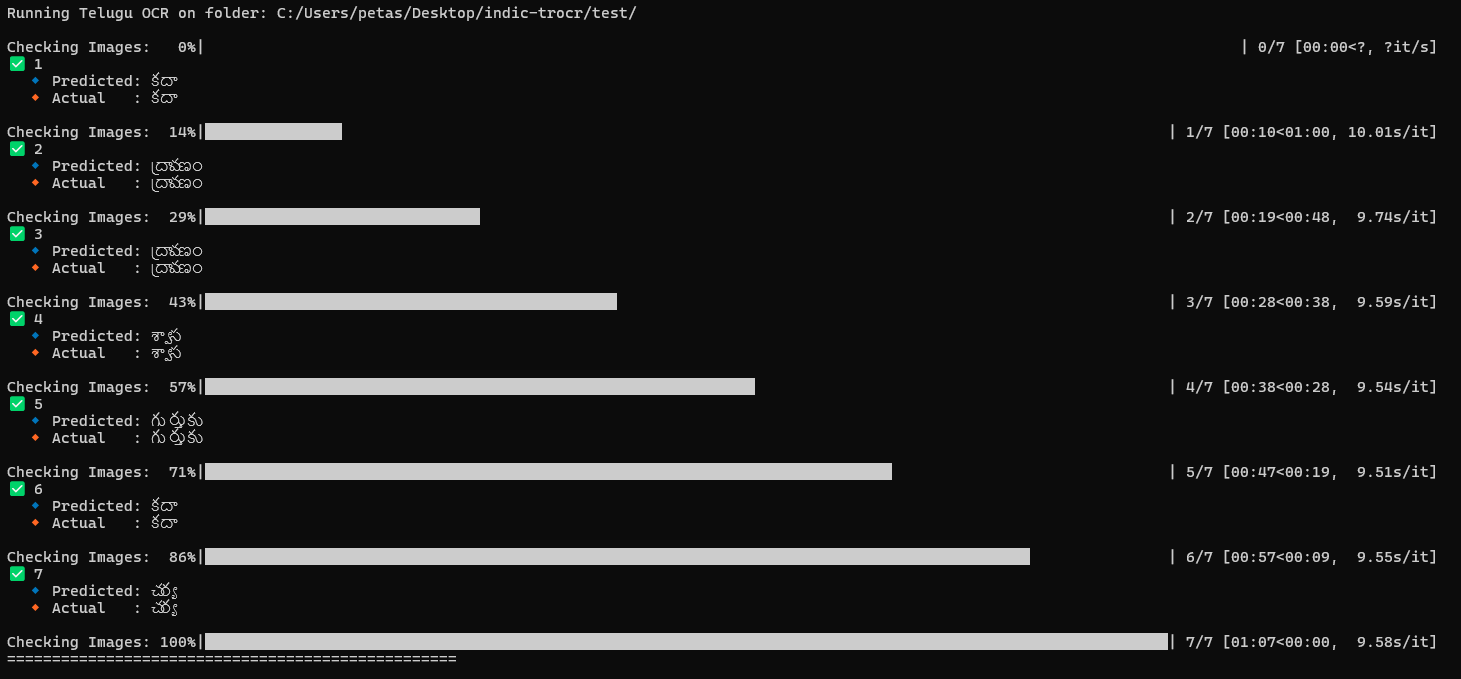 Running Telugu OCR on folder: C:/Users/petas/Desktop/indic-trocr/test/
Checking Images:   0%|          | 0/7 [00:00<?, ?it/s]
✅ 1
🔹 Predicted: కదా
🔸 Actual   : కదా
Checking Images:  14%|█         | 1/7 [00:10<01:00, 10.01s/it]
✅ 2
🔹 Predicted: ద్రావణం
🔸 Actual   : ద్రావణం
Checking Images:  29%|██        | 2/7 [00:19<00:48,  9.74s/it]
✅ 3
🔹 Predicted: ద్రావణం
🔸 Actual   : ద్రావణం
Checking Images:  43%|████      | 3/7 [00:28<00:38,  9.59s/it]
✅ 4
🔹 Predicted: శ్వాస
🔸 Actual   : శ్వాస
Checking Images:  57%|█████     | 4/7 [00:38<00:28,  9.54s/it]
✅ 5
🔹 Predicted: గుర్తుకు
🔸 Actual   : గుర్తుకు
Checking Images:  71%|███████   | 5/7 [00:47<00:19,  9.51s/it]
✅ 6
🔹 Predicted: కదా
🔸 Actual   : కదా
Checking Images:  86%|████████  | 6/7 [00:57<00:09,  9.55s/it]
✅ 7
🔹 Predicted: చర్య
🔸 Actual   : చర్య
Checking Images: 100%|██████████| 7/7 [01:07<00:00,  9.58s/it]
==================================================